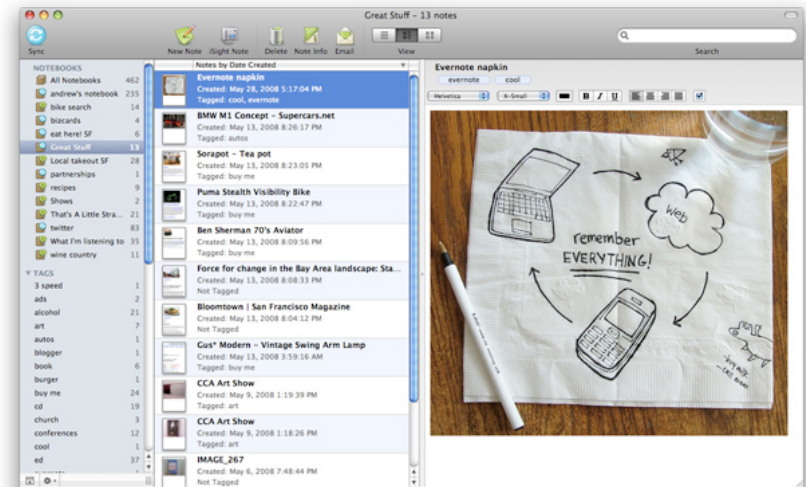 Great Stuff - 13 notes
Sync
New Note
iSight Note
Delete
Note Info
Email
View
Search
NOTEBOOKS
All Notebooks 462
andrew's notebook 235
bike search 14
bizcards 4
eat here! SF 6
Great Stuff 13
Local takeout SF 28
partnerships 1
recipes 9
Shows 2
That's A Little Stra... 21
twitter 83
What I'm listening to 35
wine country 11
TAGS
3 speed 1
ads 2
alcohol 21
art 7
autos 1
blogger 1
book 6
burger 1
buy me 24
cd 19
church 3
conferences 12
cool 1
ed 37
Notes by Date Created
Evernote napkin
Created: May 28, 2008 5:17:04 PM
Tagged: cool, evernote
BMW M1 Concept - Supercars.net
Created: May 13, 2008 8:26:17 PM
Tagged: autos
Sorapot - Tea pot
Created: May 13, 2008 8:23:05 PM
Tagged: buy me
Puma Stealth Visibility Bike
Created: May 13, 2008 8:22:47 PM
Tagged: buy me
Ben Sherman 70's Aviator
Created: May 13, 2008 8:09:56 PM
Tagged: buy me
Force for change in the Bay Area landscape: Sta...
Created: May 13, 2008 8:08:33 PM
Not Tagged
Bloomtown | San Francisco Magazine
Created: May 13, 2008 8:04:12 PM
Not Tagged
Gus* Modern - Vintage Swing Arm Lamp
Created: May 13, 2008 3:59:16 AM
Tagged: buy me
CCA Art Show
Created: May 9, 2008 1:19:39 PM
Tagged: art
CCA Art Show
Created: May 9, 2008 1:18:26 PM
Tagged: art
IMAGE_267
Created: May 6, 2008 7:48:44 PM
Not Tagged
Evernote napkin
evernote cool
Helvetica X-Small B I U
Web
remember
EVERYTHING!